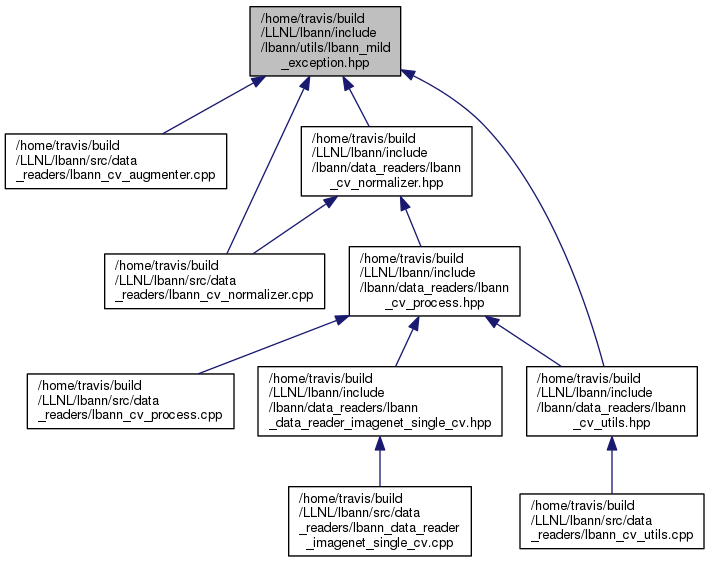 /home/travis/build
/LLNL/lbann/include
/lbann/utils/lbann_mild
_exception.hpp
/home/travis/build
/LLNL/lbann/src/data
_readers/lbann_cv_augmenter.cpp
/home/travis/build
/LLNL/lbann/include
/lbann/data_readers/lbann
_cv_normalizer.hpp
/home/travis/build
/LLNL/lbann/src/data
_readers/lbann_cv_normalizer.cpp
/home/travis/build
/LLNL/lbann/include
/lbann/data_readers/lbann
_cv_process.hpp
/home/travis/build
/LLNL/lbann/src/data
_readers/lbann_cv_process.cpp
/home/travis/build
/LLNL/lbann/include
/lbann/data_readers/lbann
_data_reader_imagenet_single_cv.hpp
/home/travis/build
/LLNL/lbann/include
/lbann/data_readers/lbann
_cv_utils.hpp
/home/travis/build
/LLNL/lbann/src/data
_readers/lbann_data_reader
_imagenet_single_cv.cpp
/home/travis/build
/LLNL/lbann/src/data
_readers/lbann_cv_utils.cpp